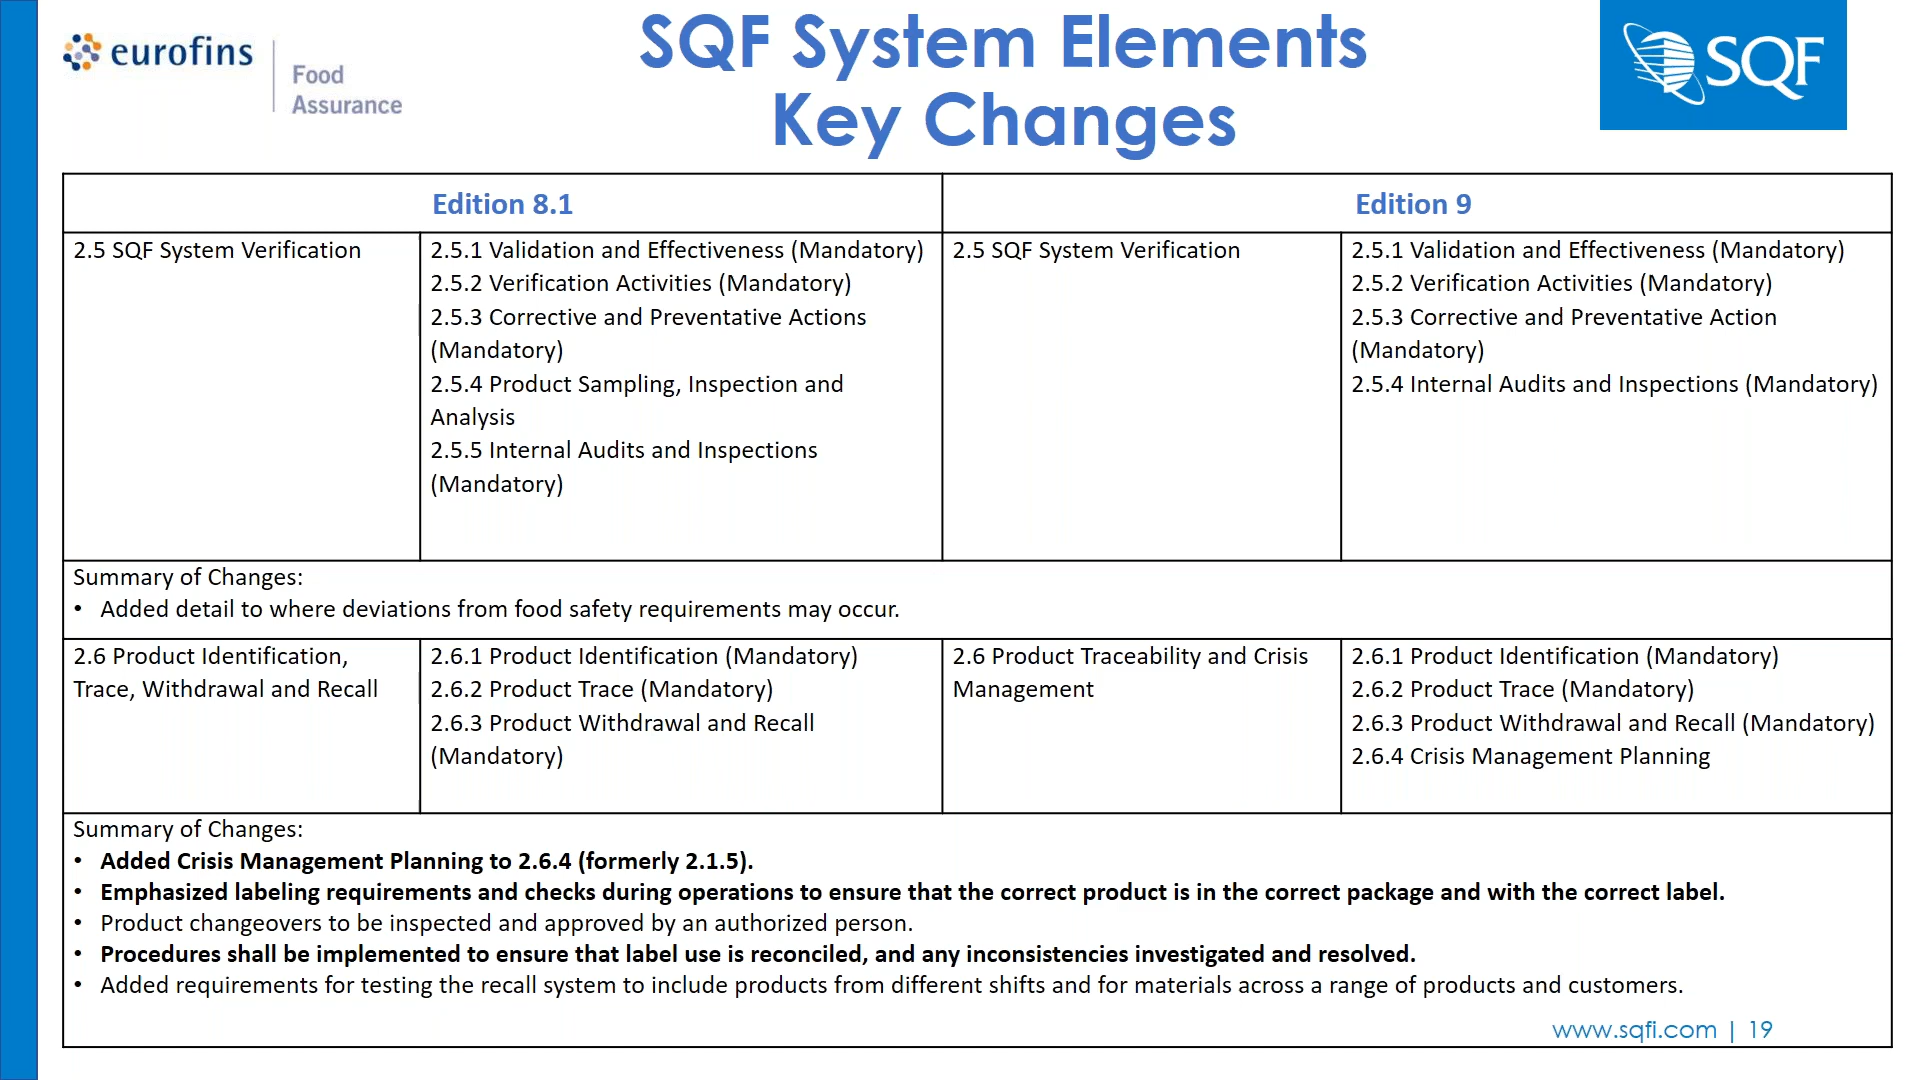 eurofins
Food
Assurance
SQF System Elements
Key Changes
SQF
Edition 8.1
Edition 9
2.5 SQF System Verification
2.5.1 Validation and Effectiveness (Mandatory)
2.5.2 Verification Activities (Mandatory)
2.5.3 Corrective and Preventative Actions
(Mandatory)
2.5.4 Product Sampling, Inspection and
Analysis
2.5.5 Internal Audits and Inspections
(Mandatory)
2.5 SQF System Verification
2.5.1 Validation and Effectiveness (Mandatory)
2.5.2 Verification Activities (Mandatory)
2.5.3 Corrective and Preventative Action
(Mandatory)
2.5.4 Internal Audits and Inspections (Mandatory)
Summary of Changes:
• Added detail to where deviations from food safety requirements may occur.
2.6 Product Identification,
Trace, Withdrawal and Recall
2.6.1 Product Identification (Mandatory)
2.6.2 Product Trace (Mandatory)
2.6.3 Product Withdrawal and Recall
(Mandatory)
2.6 Product Traceability and Crisis
Management
2.6.1 Product Identification (Mandatory)
2.6.2 Product Trace (Mandatory)
2.6.3 Product Withdrawal and Recall (Mandatory)
2.6.4 Crisis Management Planning
Summary of Changes:
• Added Crisis Management Planning to 2.6.4 (formerly 2.1.5).
• Emphasized labeling requirements and checks during operations to ensure that the correct product is in the correct package and with the correct label.
• Product changeovers to be inspected and approved by an authorized person.
• Procedures shall be implemented to ensure that label use is reconciled, and any inconsistencies investigated and resolved.
• Added requirements for testing the recall system to include products from different shifts and for materials across a range of products and customers.
www.sqfi.com | 19